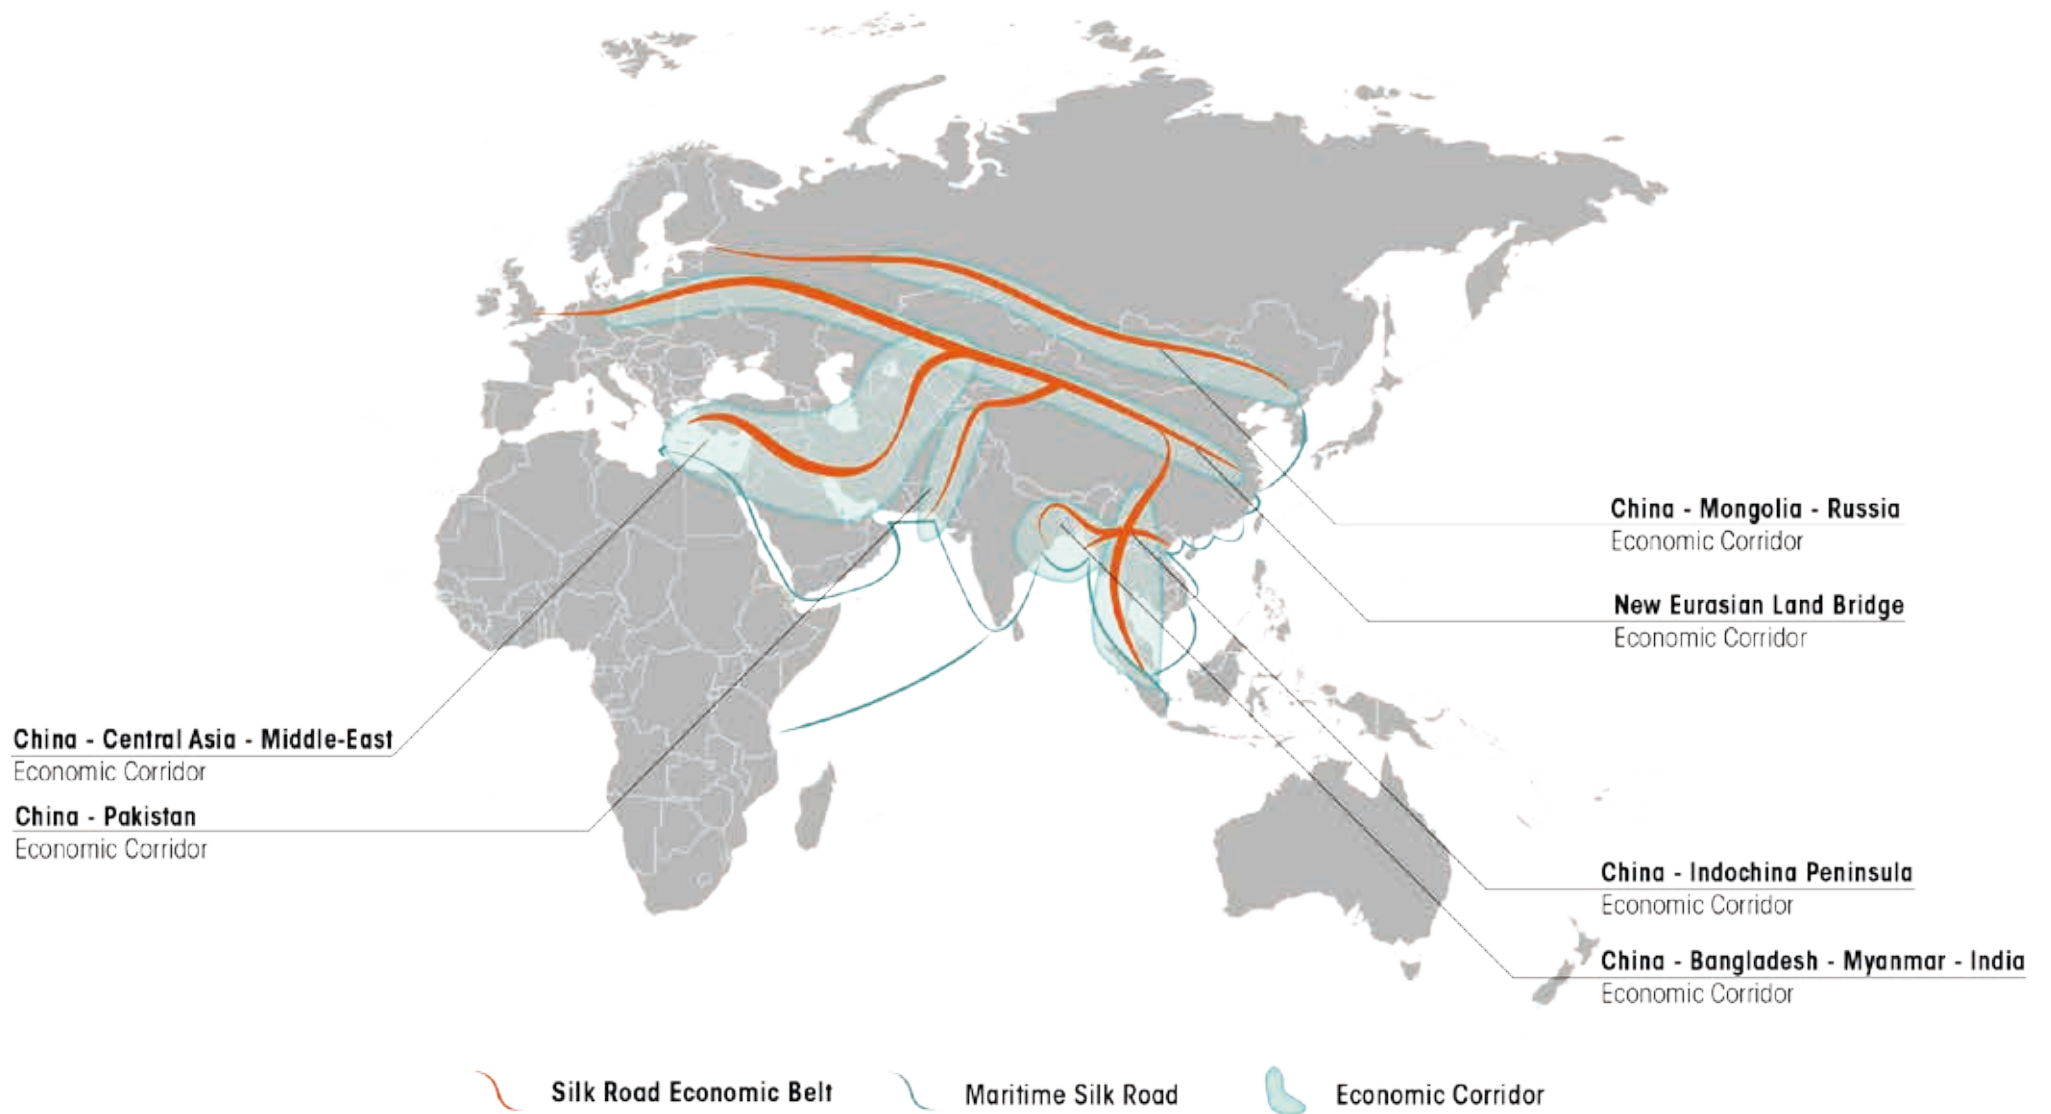 China - Mongolia - Russia
Economic Corridor
New Eurasian Land Bridge
Economic Corridor
China - Central Asia - Middle-East
Economic Corridor
China - Pakistan
Economic Corridor
China - Indochina Peninsula
Economic Corridor
China - Bangladesh - Myanmar - India
Economic Corridor
Silk Road Economic Belt
Maritime Silk Road
Economic Corridor